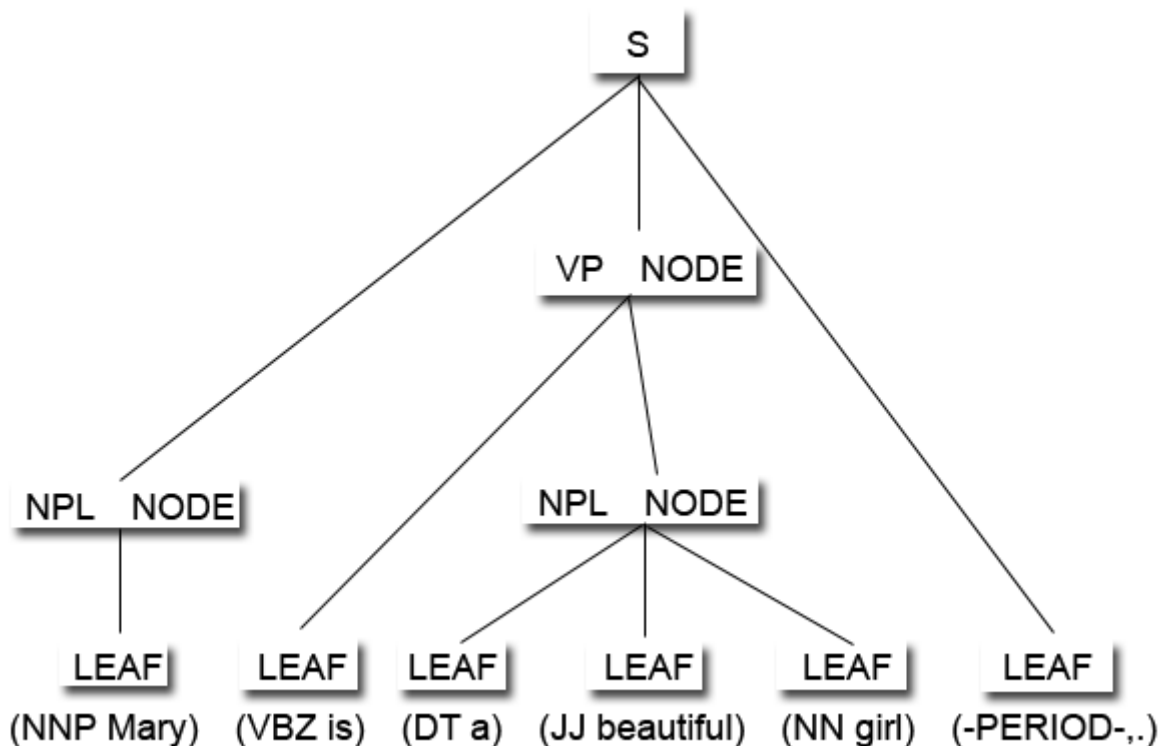 S
VP NODE
NPL NODE NPL NODE
LEAF LEAF LEAF LEAF LEAF LEAF
(NNP Mary) (VBZ is) (DT a) (JJ beautiful) (NN girl) (-PERIOD-,.)